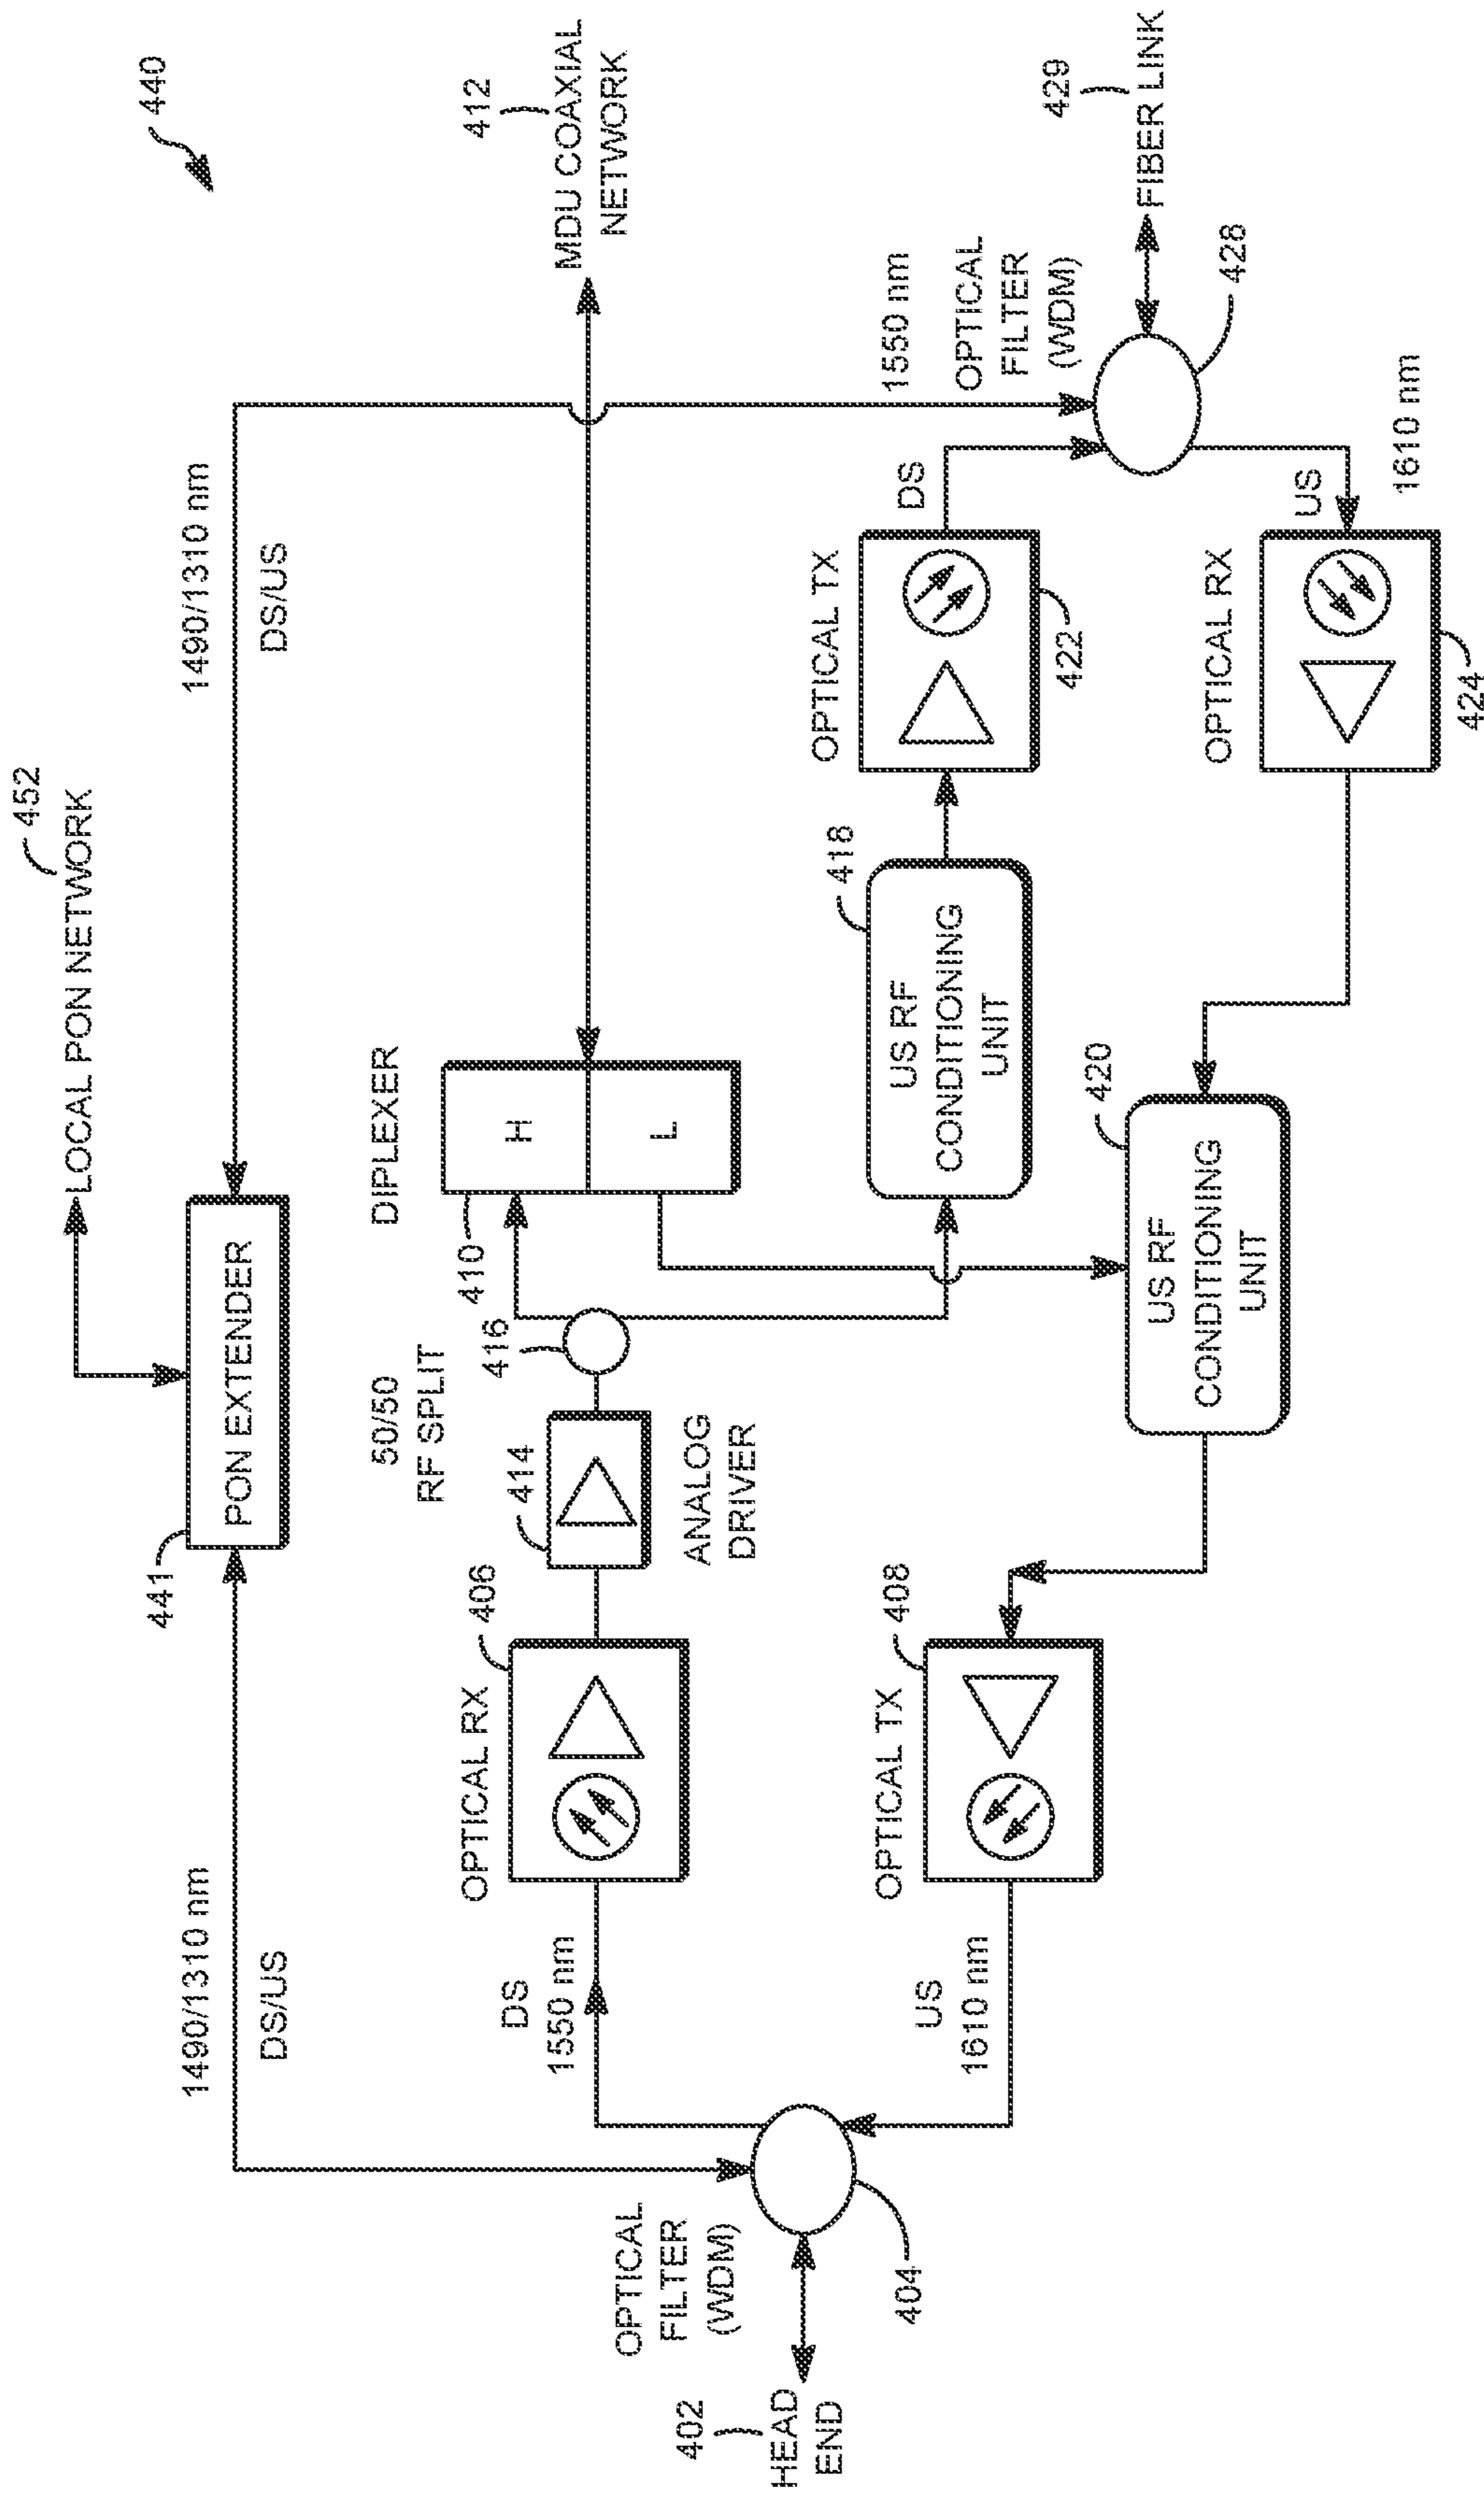 440
452
LOCAL PON NETWORK
1490/1310 nm
DS/US
441
PON EXTENDER
1490/1310 nm
DS/US
412
MDU COAXIAL
NETWORK
DIPLEXER
H
L
410
50/50
RF SPLIT
416
414
ANALOG
DRIVER
OPTICAL RX
406
DS
1550 nm
OPTICAL
FILTER
(WDM)
402
HEAD
END
404
US
1610 nm
OPTICAL TX
408
418
US RF
CONDITIONING
UNIT
420
US RF
CONDITIONING
UNIT
OPTICAL TX
422
DS
1550 nm
OPTICAL
FILTER
(WDM)
429
FIBER LINK
428
OPTICAL RX
424
US
1610 nm